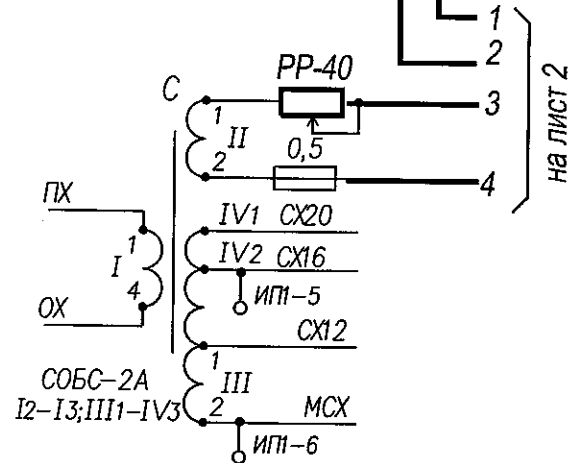 1
2
РР-40
3
на лист 2
С
1
II
2
0,5
4
ПХ
IV1 СХ20
1
I
IV2 СХ16
4
ИП1-5
ОХ
СХ12
СОБС-2А
1
III
I2-I3;III1-IV3
2
МСХ
ИП1-6